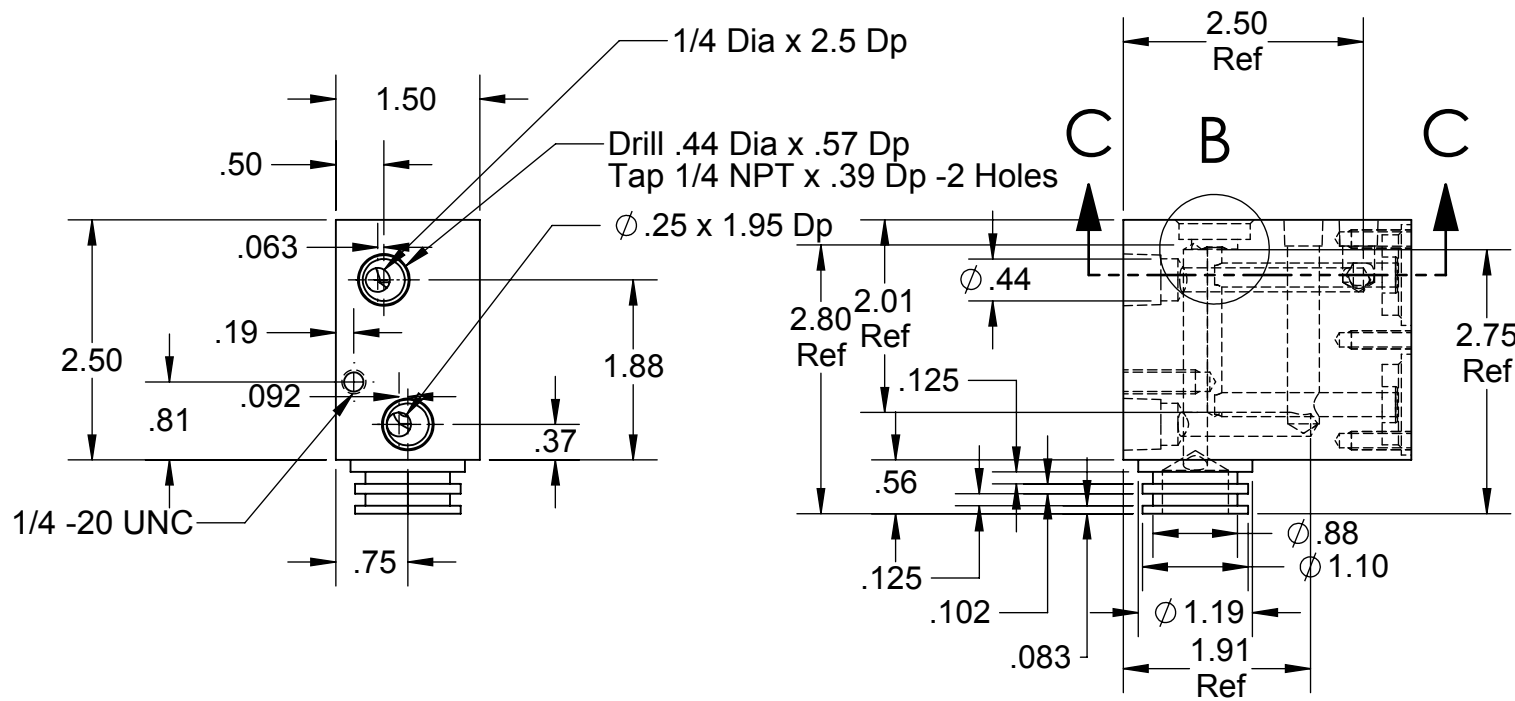 1/4 Dia x 2.5 Dp
1.50
Drill .44 Dia x .57 Dp
Tap 1/4 NPT x .39 Dp -2 Holes
.50
⌀ .25 x 1.95 Dp
.063
.19
2.50
1.88
.092
.81
.37
1/4 -20 UNC
.75
2.50
Ref
C
B
C
⌀.44
2.01
Ref
2.80
Ref
2.75
Ref
.125
.56
⌀.88
.125
⌀1.10
.102
⌀1.19
.083
1.91
Ref